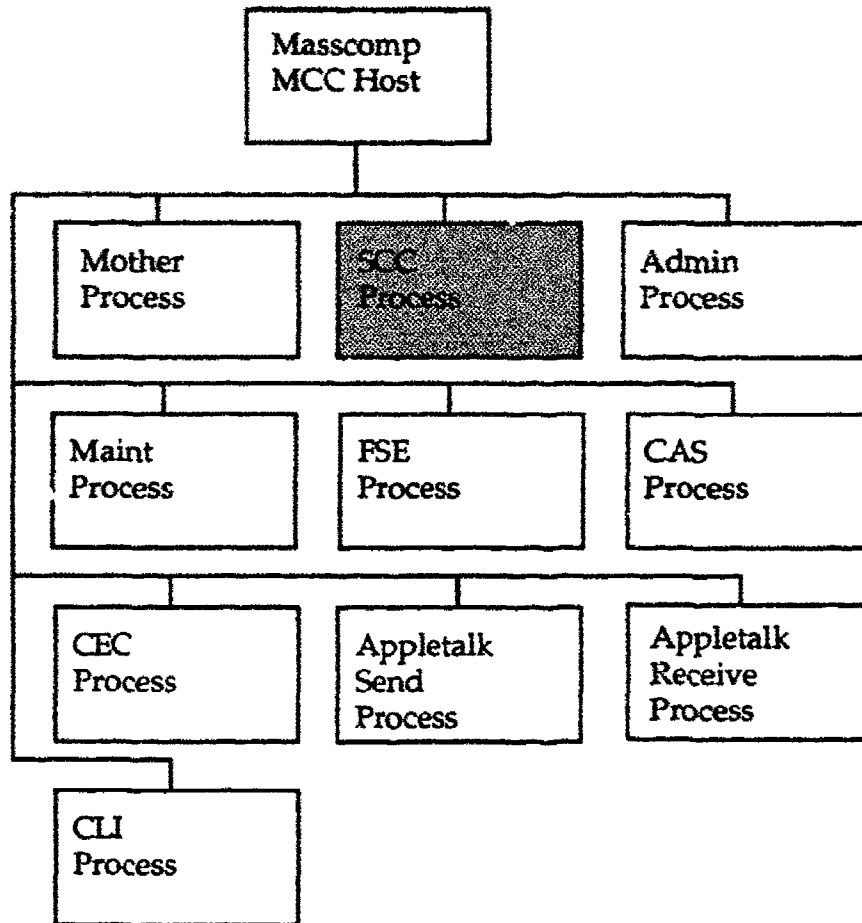 Masscomp
MCC Host
Mother
Process
SCC
Process
Admin
Process
Maint
Process
FSE
Process
CAS
Process
CEC
Process
Appletalk
Send
Process
Appletalk
Receive
Process
CLI
Process